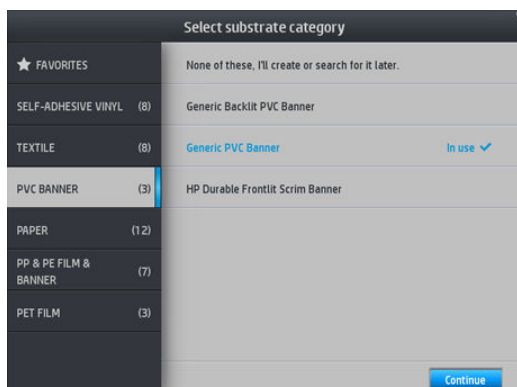 Select substrate category
FAVORITES
SELF-ADHESIVE VINYL (8)
TEXTILE (8)
PVC BANNER (3)
PAPER (12)
PP & PE FILM &
BANNER (7)
PET FILM (3)
None of these, I'll create or search for it later.
Generic Backlit PVC Banner
Generic PVC Banner In use
HP Durable Frontlit Scrim Banner
Continue